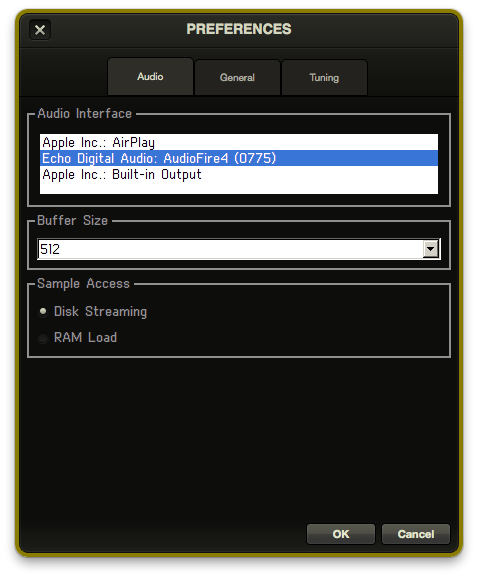 PREFERENCES
Audio General Tuning
Audio Interface
Apple Inc.: AirPlay
Echo Digital Audio: AudioFire4 (0775)
Apple Inc.: Built-in Output
Buffer Size
512
Sample Access
Disk Streaming
RAM Load
OK Cancel